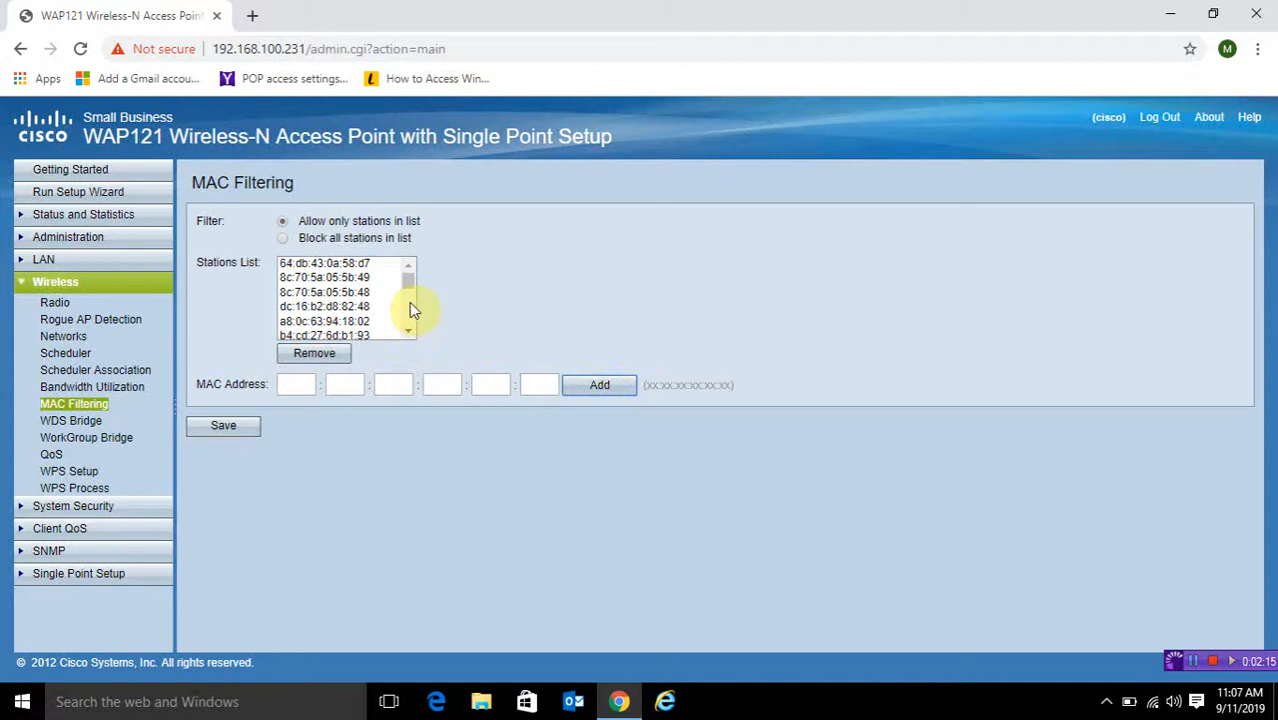 WAP121 Wireless-N Access Point
Not secure 192.168.100.231/admin.cgi?action=main
M
Apps Add a Gmail accou... POP access settings... How to Access Win...
Small Business
CISCO
WAP121 Wireless-N Access Point with Single Point Setup
(cisco) Log Out About Help
Getting Started
Run Setup Wizard
Status and Statistics
Administration
LAN
Wireless
Radio
Rogue AP Detection
Networks
Scheduler
Scheduler Association
Bandwidth Utilization
MAC Filtering
WDS Bridge
WorkGroup Bridge
QoS
WPS Setup
WPS Process
System Security
Client QoS
SNMP
Single Point Setup
MAC Filtering
Filter: Allow only stations in list
Block all stations in list
Stations List: 64:db:43:0a:58:d7
8c:70:5a:05:5b:49
8c:70:5a:05:5b:48
dc:16:b2:d8:82:48
a8:0c:63:94:18:02
b4:cd:27:6d:b1:93
Remove
MAC Address: : : : : : Add (xx:xx:xx:xx:xx:xx)
Save
© 2012 Cisco Systems, Inc. All rights reserved.
0:02:15
Search the web and Windows
11:07 AM
9/11/2019